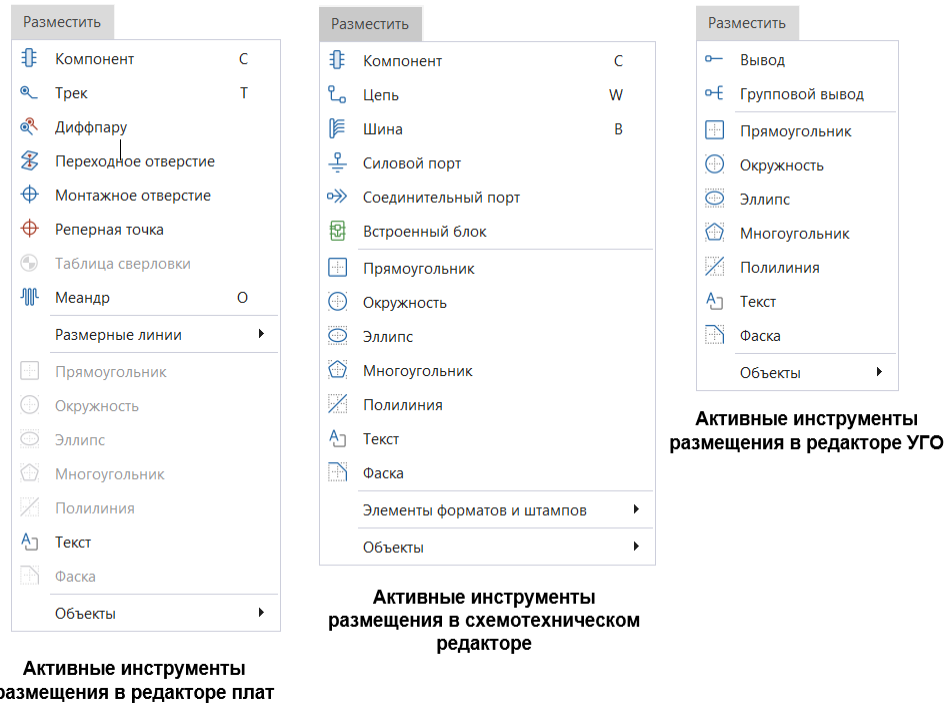 Разместить
Компонент C
Трек T
Диффпару
Переходное отверстие
Монтажное отверстие
Реперная точка
Таблица сверловки
Меандр O
Размерные линии
Прямоугольник
Окружность
Эллипс
Многоугольник
Полилиния
Текст
Фаска
Объекты
Активные инструменты
размещения в редакторе плат
Разместить
Компонент C
Цепь W
Шина B
Силовой порт
Соединительный порт
Встроенный блок
Прямоугольник
Окружность
Эллипс
Многоугольник
Полилиния
Текст
Фаска
Элементы форматов и штампов
Объекты
Активные инструменты
размещения в схемотехническом
редакторе
Разместить
Вывод
Групповой вывод
Прямоугольник
Окружность
Эллипс
Многоугольник
Полилиния
Текст
Фаска
Объекты
Активные инструменты
размещения в редакторе УГО